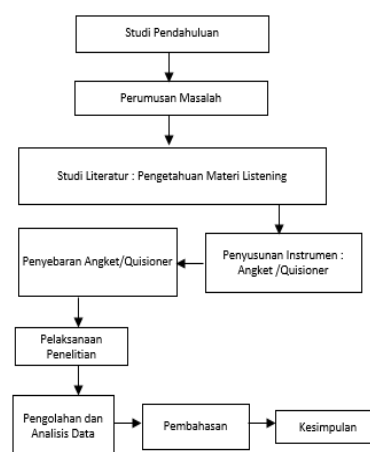 Studi Pendahuluan
Perumusan Masalah
Studi Literatur : Pengetahuan Materi Listening
Penyusunan Instrumen :
Angket /Quisioner
Penyebaran Angket/Quisioner
Pelaksanaan
Penelitian
Pengolahan dan
Analisis Data
Pembahasan
Kesimpulan